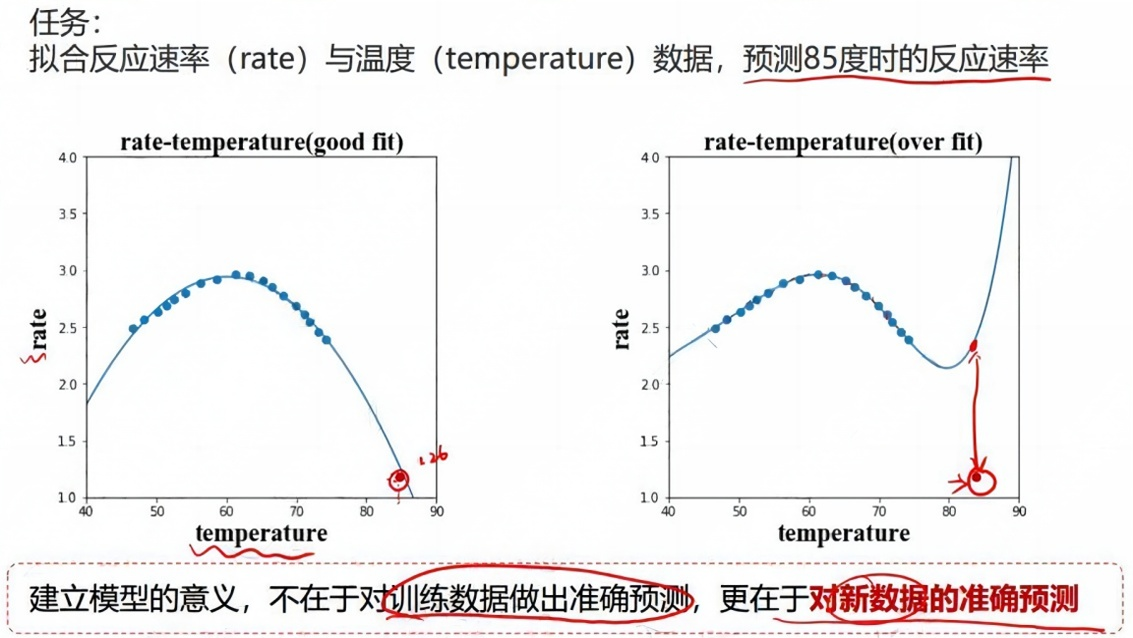 任务：
拟合反应速率（rate）与温度（temperature）数据，预测85度时的反应速率
rate-temperature(good fit)
4.0
3.5
3.0
2.5
2.0
1.5
1.0
rate
40 50 60 70 80 90
temperature
1.26
rate-temperature(over fit)
4.0
3.5
3.0
2.5
2.0
1.5
1.0
rate
40 50 60 70 80 90
temperature
建立模型的意义，不在于对训练数据做出准确预测，更在于对新数据的准确预测